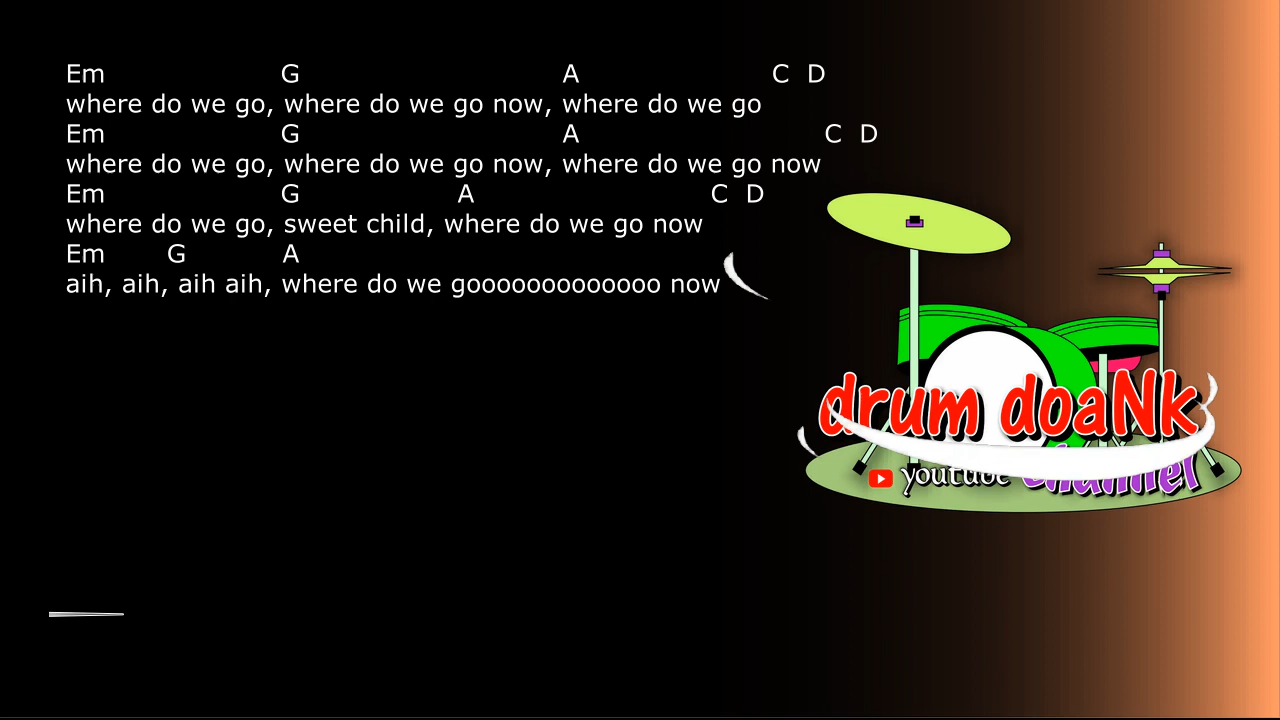 Em G A C D
where do we go, where do we go now, where do we go
Em G A C D
where do we go, where do we go now, where do we go now
Em G A C D
where do we go, sweet child, where do we go now
Em G A
aih, aih, aih aih, where do we gooooooooooooo now
drum doaNk
youtube channel